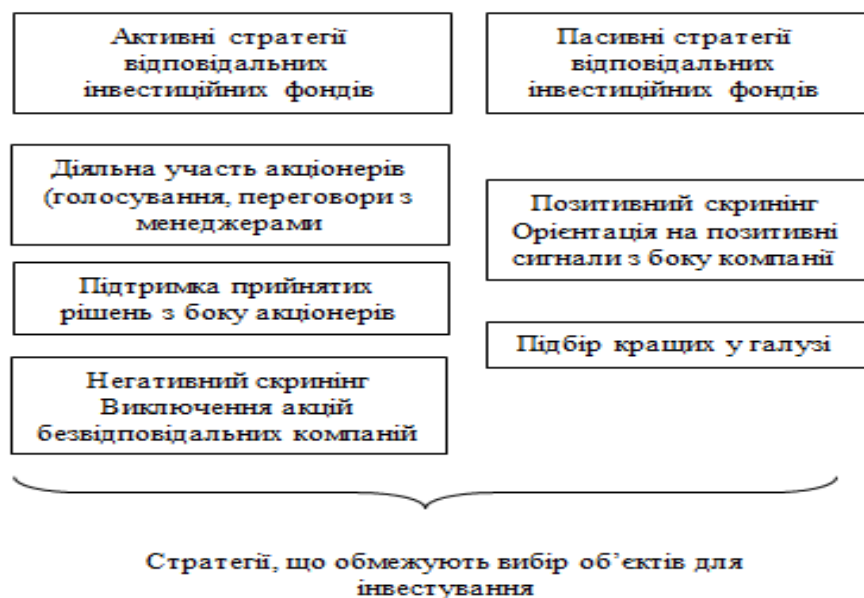 Активні стратегії
відповідальних
інвестиційних фондів
Діяльна участь акціонерів
(голосування, переговори з
менеджерами
Підтримка прийнятих
рішень з боку акціонерів
Негативний скринінг
Виключення акцій
безвідповідальних компаній
Пасивні стратегії
відповідальних
інвестиційних фондів
Позитивний скринінг
Орієнтація на позитивні
сигнали з боку компанії
Підбір кращих у галузі
Стратегії, що обмежують вибір об’єктів для
інвестування